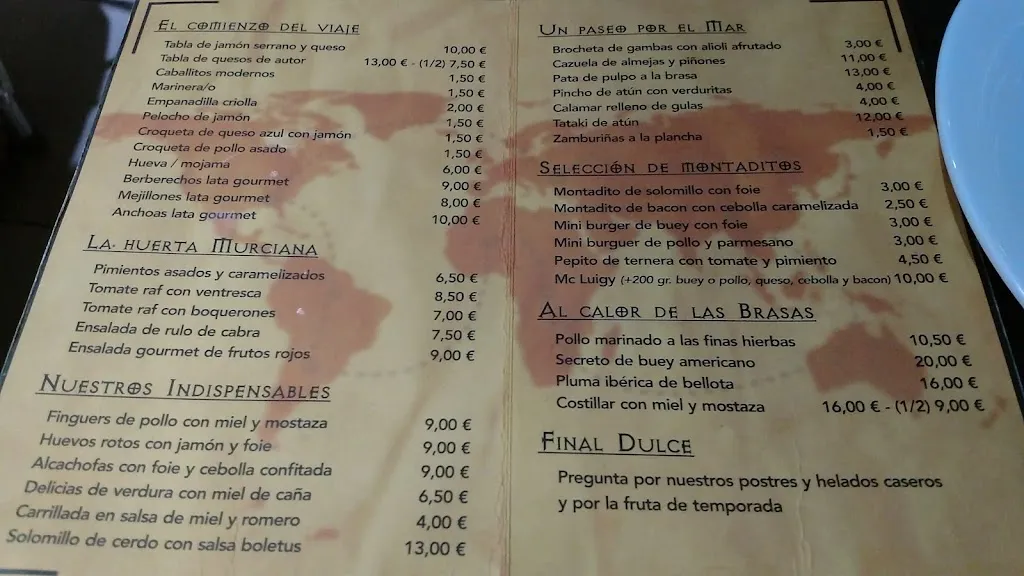 El comienzo del viaje
Tabla de jamón serrano y queso 10,00 €
Tabla de quesos de autor 13,00 € - (1/2) 7,50 €
Caballitos modernos 1,50 €
Marinera/o 1,50 €
Empanadilla criolla 2,00 €
Pelocho de jamón 1,50 €
Croqueta de queso azul con jamón 1,50 €
Croqueta de pollo asado 1,50 €
Hueva / mojama 6,00 €
Berberechos lata gourmet 9,00 €
Mejillones lata gourmet 8,00 €
Anchoas lata gourmet 10,00 €
La huerta Murciana
Pimientos asados y caramelizados 6,50 €
Tomate raf con ventresca 8,50 €
Tomate raf con boquerones 7,00 €
Ensalada de rulo de cabra 7,50 €
Ensalada gourmet de frutos rojos 9,00 €
Nuestros Indispensables
Finguers de pollo con miel y mostaza 9,00 €
Huevos rotos con jamón y foie 9,00 €
Alcachofas con foie y cebolla confitada 9,00 €
Delicias de verdura con miel de caña 6,50 €
Carrillada en salsa de miel y romero 4,00 €
Solomillo de cerdo con salsa boletus 13,00 €
Un paseo por el Mar
Brocheta de gambas con alioli afrutado 3,00 €
Cazuela de almejas y piñones 11,00 €
Pata de pulpo a la brasa 13,00 €
Pincho de atún con verduritas 4,00 €
Calamar relleno de gulas 4,00 €
Tataki de atún 12,00 €
Zamburiñas a la plancha 1,50 €
Selección de montaditos
Montadito de solomillo con foie 3,00 €
Montadito de bacon con cebolla caramelizada 2,50 €
Mini burger de buey con foie 3,00 €
Mini burguer de pollo y parmesano 3,00 €
Pepito de ternera con tomate y pimiento 4,50 €
Mc Luigy (+200 gr. buey o pollo, queso, cebolla y bacon) 10,00 €
Al calor de las Brasas
Pollo marinado a las finas hierbas 10,50 €
Secreto de buey americano 20,00 €
Pluma ibérica de bellota 16,00 €
Costillar con miel y mostaza 16,00 € - (1/2) 9,00 €
Final Dulce
Pregunta por nuestros postres y helados caseros
y por la fruta de temporada